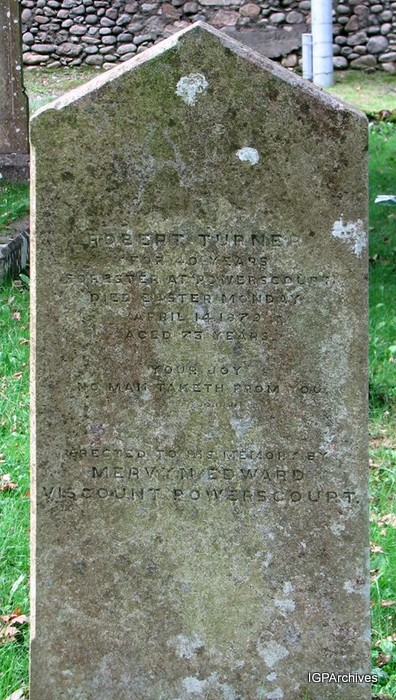 ROBERT TURNER
FOR 40 YEARS
FORESTER AT POWERSCOURT,
DIED EASTER MONDAY
APRIL 14 1879
AGED 73 YEARS.
YOUR JOY
NO MAN TAKETH FROM YOU.
ERECTED TO HIS MEMORY BY
MERVYN EDWARD
VISCOUNT POWERSCOURT.
IGPArchives